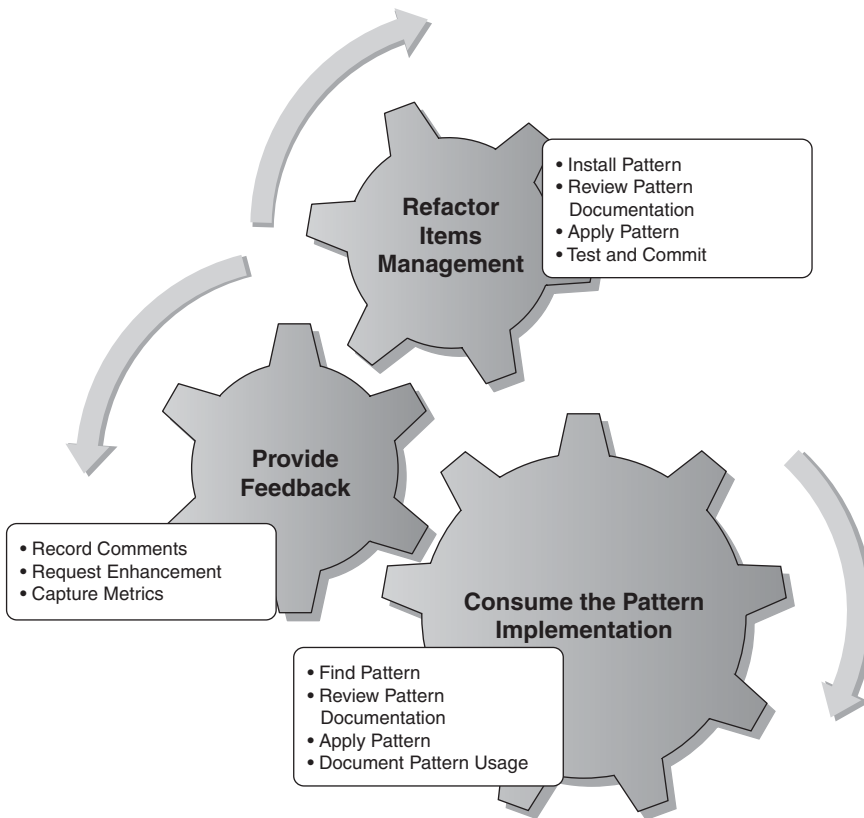 Refactor
Items
Management
• Install Pattern
• Review Pattern
Documentation
• Apply Pattern
• Test and Commit
Provide
Feedback
• Record Comments
• Request Enhancement
• Capture Metrics
Consume the Pattern
Implementation
• Find Pattern
• Review Pattern
Documentation
• Apply Pattern
• Document Pattern Usage